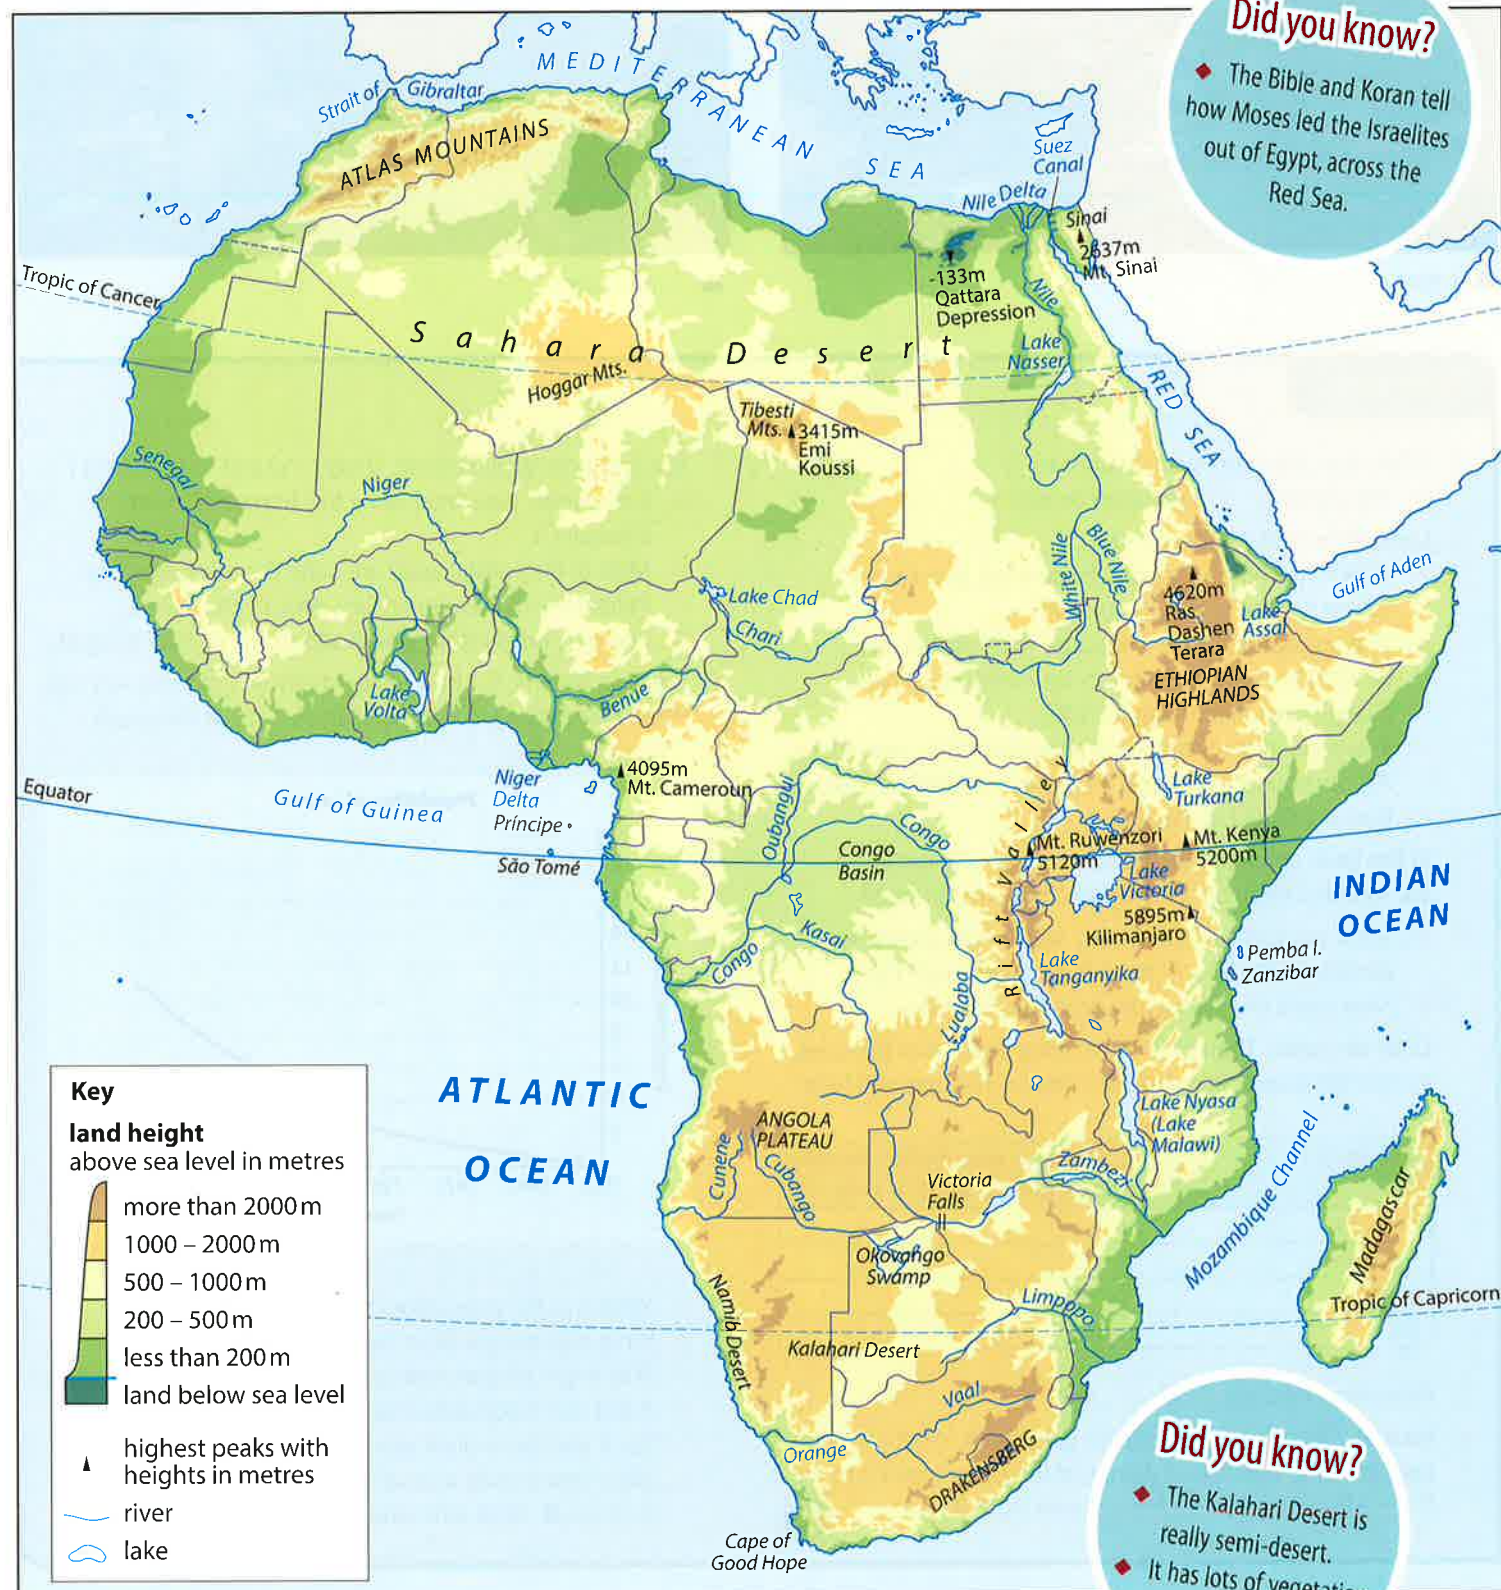 Did you know?
◆ The Bible and Koran tell
how Moses led the Israelites
out of Egypt, across the
Red Sea.
MEDITERRANEAN SEA
Strait of Gibraltar
ATLAS MOUNTAINS
Suez
Canal
Nile Delta
Sinai
2637m
Mt. Sinai
-133m
Qattara
Depression
Nile
Tropic of Cancer
Sahara Desert
Hoggar Mts.
Lake
Nasser
RED SEA
Tibesti
Mts.
3415m
Emi
Koussi
Senegal
Niger
White Nile
Blue Nile
Gulf of Aden
Lake Chad
Chari
4620m
Ras
Dashen
Terara
Lake
Assal
ETHIOPIAN
HIGHLANDS
Lake
Volta
Benue
4095m
Mt. Cameroun
Niger
Delta
Príncipe
São Tomé
Equator
Gulf of Guinea
Oubangui
Congo
Congo
Basin
Rift Valley
Lake
Turkana
Mt. Ruwenzori
5120m
Mt. Kenya
5200m
Lake
Victoria
5895m
Kilimanjaro
INDIAN
OCEAN
Pemba I.
Zanzibar
Kasai
Congo
Lualaba
Lake
Tanganyika
ATLANTIC
OCEAN
ANGOLA
PLATEAU
Cunene
Cubango
Lake Nyasa
(Lake
Malawi)
Zambezi
Victoria
Falls
Okovango
Swamp
Mozambique Channel
Madagascar
Tropic of Capricorn
Limpopo
Namib Desert
Kalahari Desert
Vaal
Orange
DRAKENSBERG
Cape of
Good Hope
Key
land height
above sea level in metres
more than 2000 m
1000 – 2000 m
500 – 1000 m
200 – 500 m
less than 200 m
land below sea level
highest peaks with
heights in metres
river
lake
Did you know?
◆ The Kalahari Desert is
really semi-desert.
◆ It has lots of